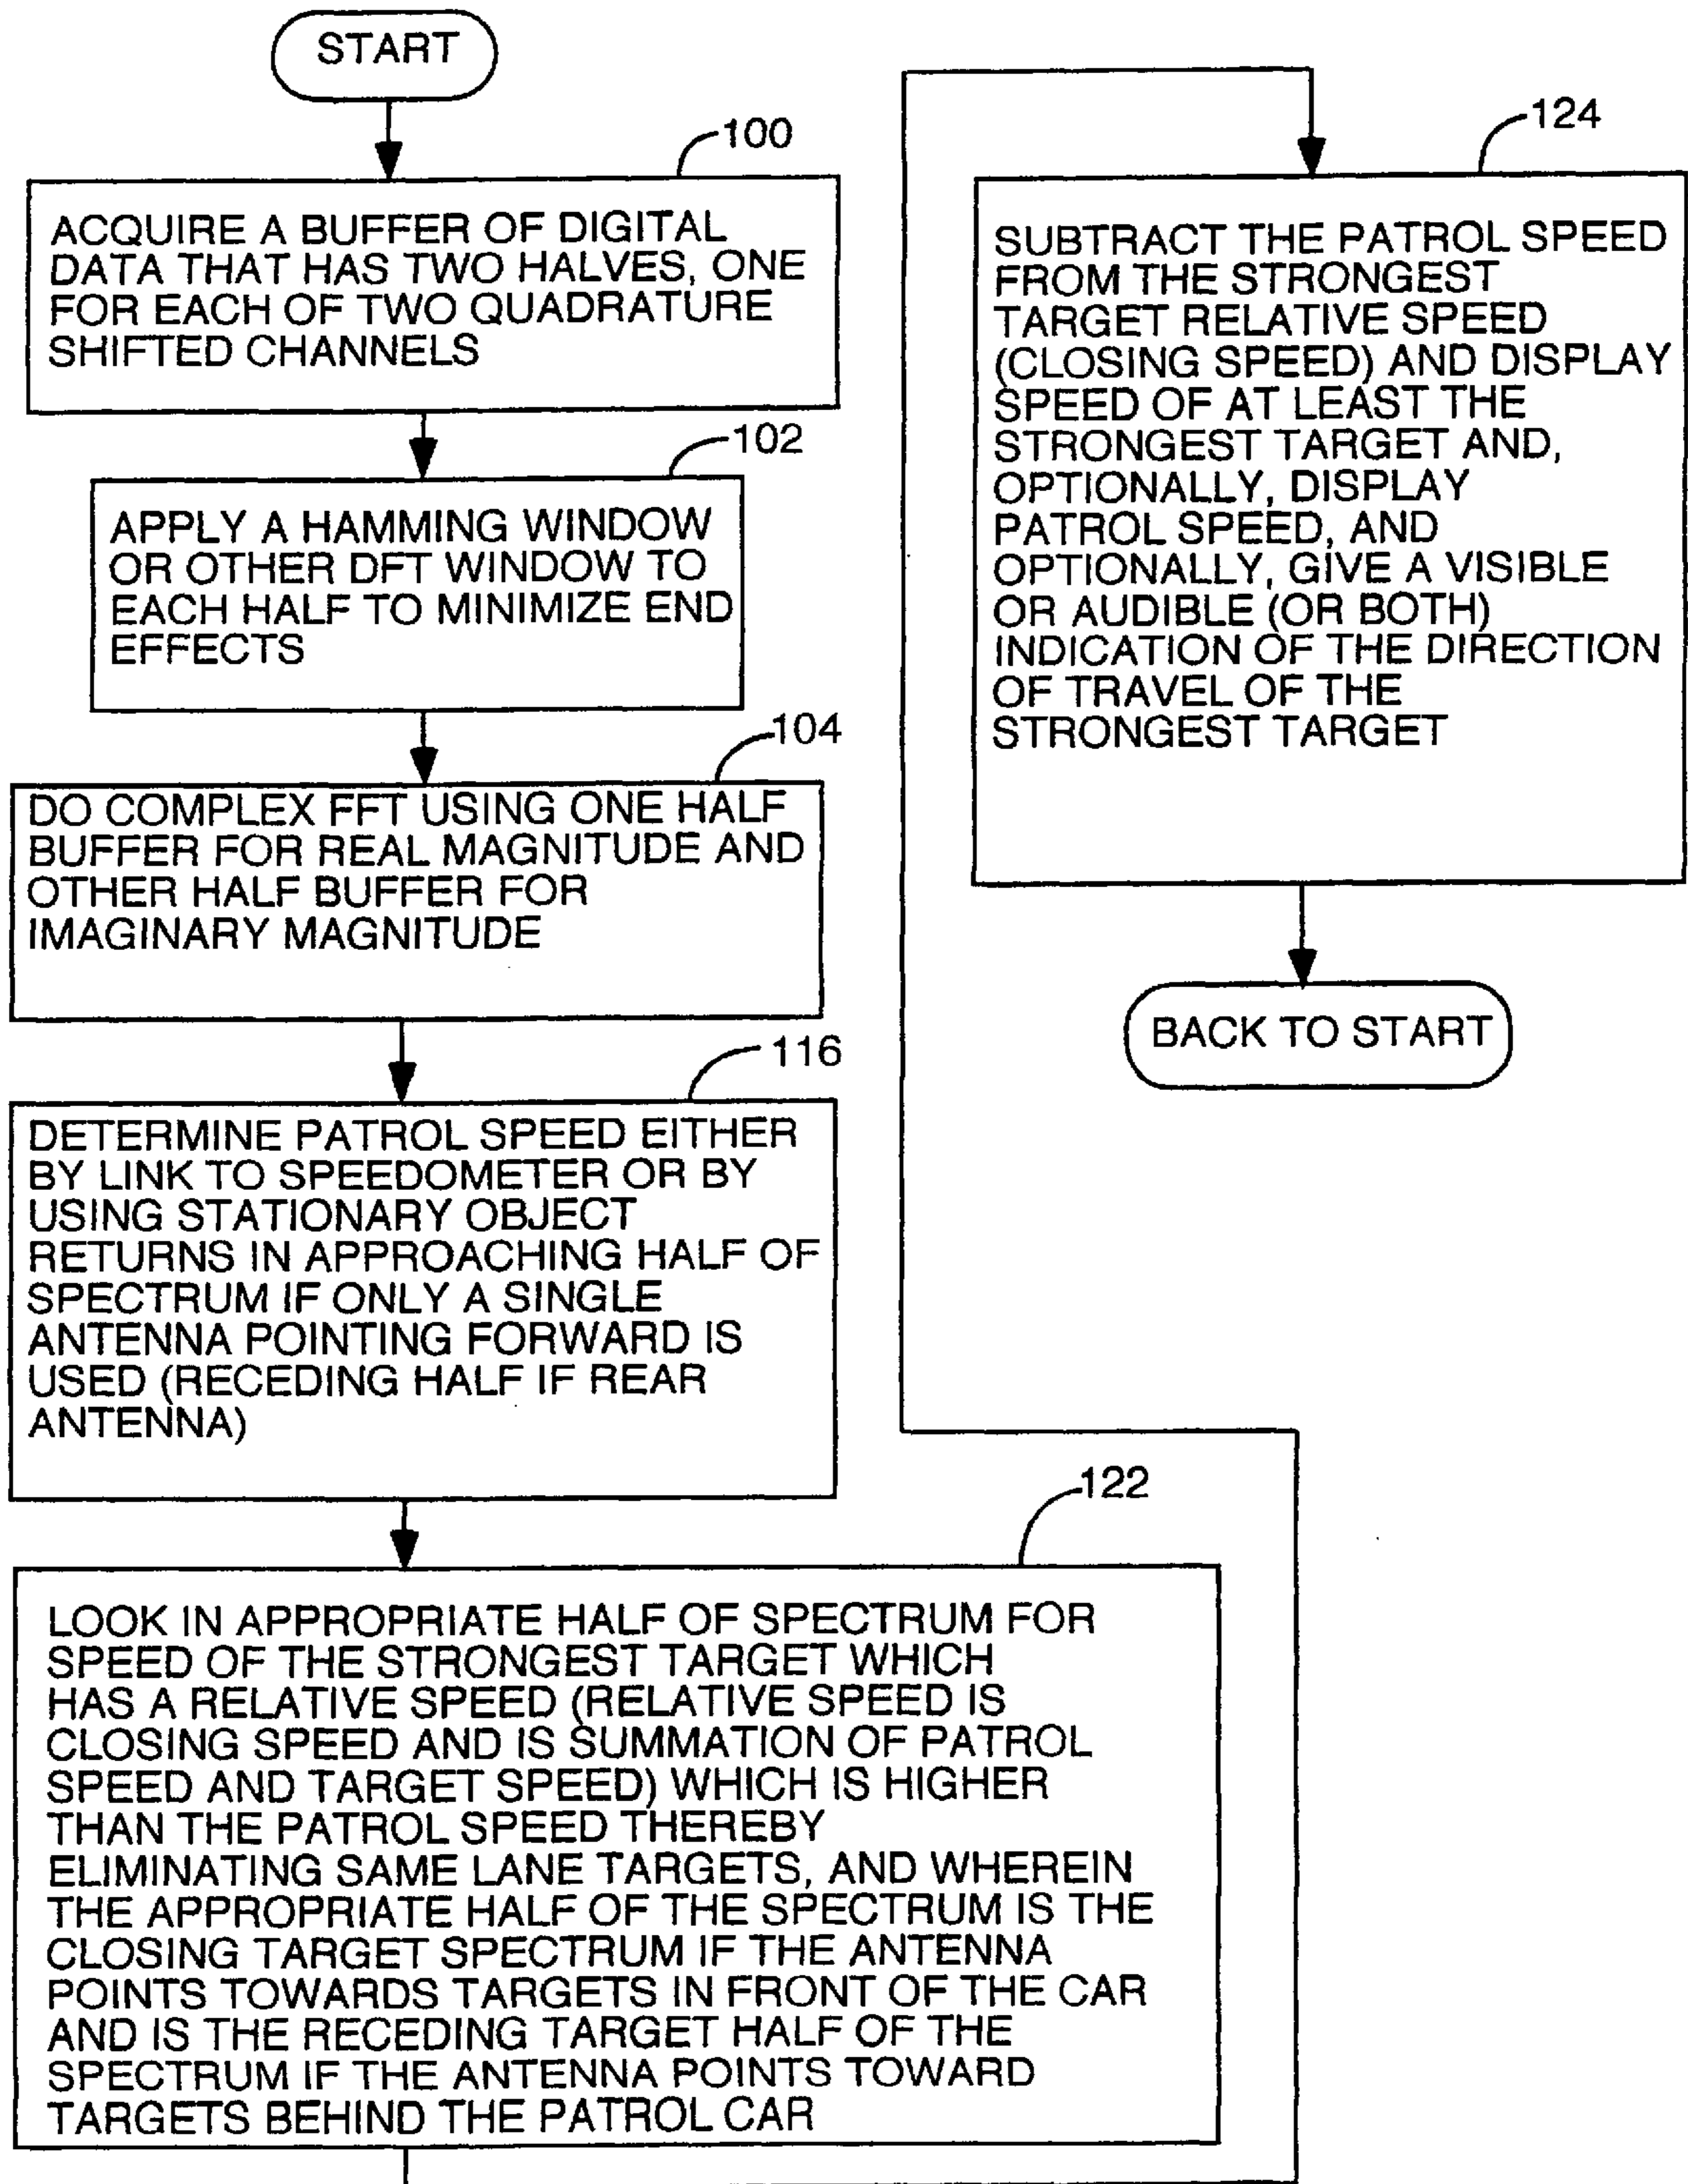 START
100
ACQUIRE A BUFFER OF DIGITAL
DATA THAT HAS TWO HALVES, ONE
FOR EACH OF TWO QUADRATURE
SHIFTED CHANNELS
102
APPLY A HAMMING WINDOW
OR OTHER DFT WINDOW TO
EACH HALF TO MINIMIZE END
EFFECTS
104
DO COMPLEX FFT USING ONE HALF
BUFFER FOR REAL MAGNITUDE AND
OTHER HALF BUFFER FOR
IMAGINARY MAGNITUDE
116
DETERMINE PATROL SPEED EITHER
BY LINK TO SPEEDOMETER OR BY
USING STATIONARY OBJECT
RETURNS IN APPROACHING HALF OF
SPECTRUM IF ONLY A SINGLE
ANTENNA POINTING FORWARD IS
USED (RECEDING HALF IF REAR
ANTENNA)
122
LOOK IN APPROPRIATE HALF OF SPECTRUM FOR
SPEED OF THE STRONGEST TARGET WHICH
HAS A RELATIVE SPEED (RELATIVE SPEED IS
CLOSING SPEED AND IS SUMMATION OF PATROL
SPEED AND TARGET SPEED) WHICH IS HIGHER
THAN THE PATROL SPEED THEREBY
ELIMINATING SAME LANE TARGETS, AND WHEREIN
THE APPROPRIATE HALF OF THE SPECTRUM IS THE
CLOSING TARGET SPECTRUM IF THE ANTENNA
POINTS TOWARDS TARGETS IN FRONT OF THE CAR
AND IS THE RECEDING TARGET HALF OF THE
SPECTRUM IF THE ANTENNA POINTS TOWARD
TARGETS BEHIND THE PATROL CAR
124
SUBTRACT THE PATROL SPEED
FROM THE STRONGEST
TARGET RELATIVE SPEED
(CLOSING SPEED) AND DISPLAY
SPEED OF AT LEAST THE
STRONGEST TARGET AND,
OPTIONALLY, DISPLAY
PATROL SPEED, AND
OPTIONALLY, GIVE A VISIBLE
OR AUDIBLE (OR BOTH)
INDICATION OF THE DIRECTION
OF TRAVEL OF THE
STRONGEST TARGET
BACK TO START